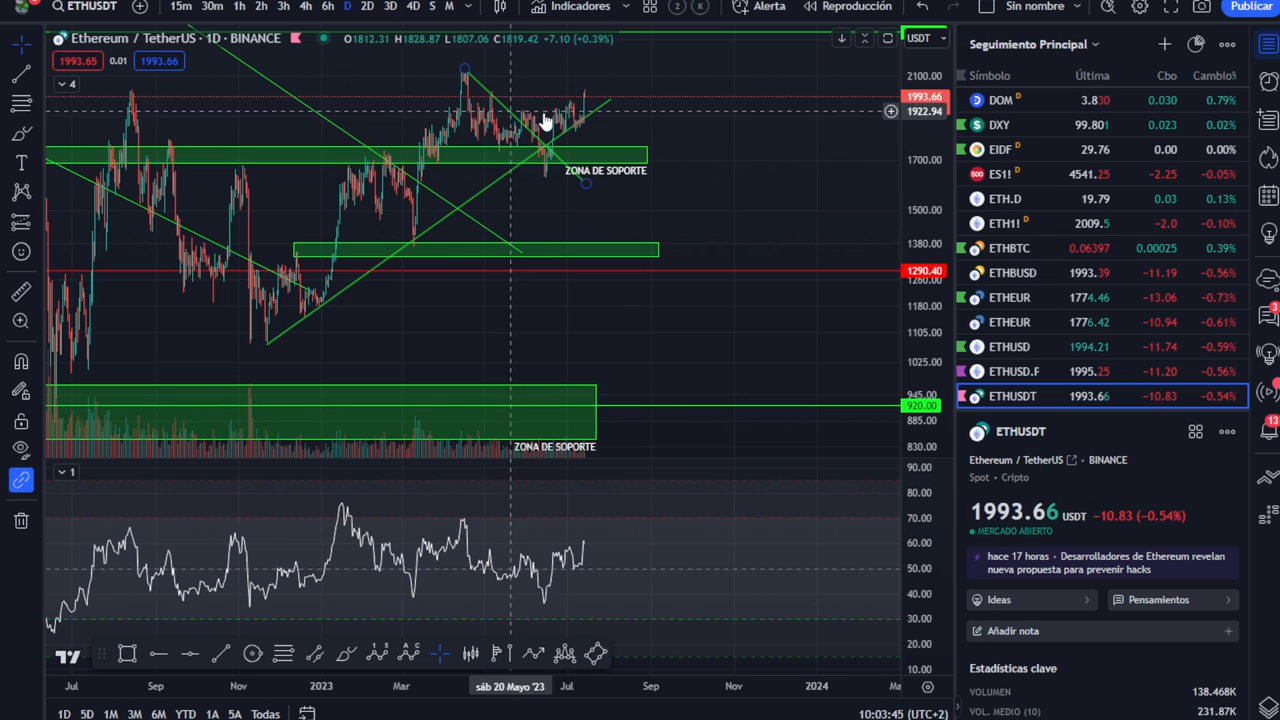 ETHUSDT 15m 30m 1h 2h 3h 4h 6h D 2D 3D 4D S M Indicadores 2 K Alerta Reproducción Sin nombre Publicar
Ethereum / TetherUS · 1D · BINANCE O1812.31 H1828.87 L1807.06 C1819.42 +7.10 (+0.39%)
1993.65 0.01 1993.66
4
USDT
2100.00
1993.66
1922.94
1700.00
1500.00
1380.00
1290.40
1260.00
1180.00
1105.00
1025.00
945.00
920.00
885.00
830.00
ZONA DE SOPORTE
ZONA DE SOPORTE
1
90.00
80.00
70.00
60.00
50.00
40.00
30.00
20.00
10.00
Jul Sep Nov 2023 Mar sáb 20 Mayo '23 Jul Sep Nov 2024
1D 5D 1M 3M 6M YTD 1A 5A Todas 10:03:45 (UTC+2)
Seguimiento Principal
Símbolo Última Cbo Cambio%
DOM D 3.830 0.030 0.79%
DXY 99.801 0.023 0.02%
EIDF D 29.76 0.00 0.00%
ES1! D 4541.25 −2.25 −0.05%
ETH.D 19.79 0.03 0.13%
ETH1! D 2009.5 −2.0 −0.10%
ETHBTC 0.06397 0.00025 0.39%
ETHBUSD 1993.39 −11.19 −0.56%
ETHEUR 1774.46 −13.06 −0.73%
ETHEUR 1776.42 −10.94 −0.61%
ETHUSD 1994.21 −11.74 −0.59%
ETHUSD.F 1995.25 −11.20 −0.56%
ETHUSDT 1993.66 −10.83 −0.54%
ETHUSDT
Ethereum / TetherUS · BINANCE
Spot · Cripto
1993.66 USDT −10.83 (−0.54%)
MERCADO ABIERTO
hace 17 horas · Desarrolladores de Ethereum revelan
nueva propuesta para prevenir hacks
Ideas Pensamientos
Añadir nota
Estadísticas clave
VOLUMEN 138.468K
VOL. MEDIO (10) 231.87K
3
13